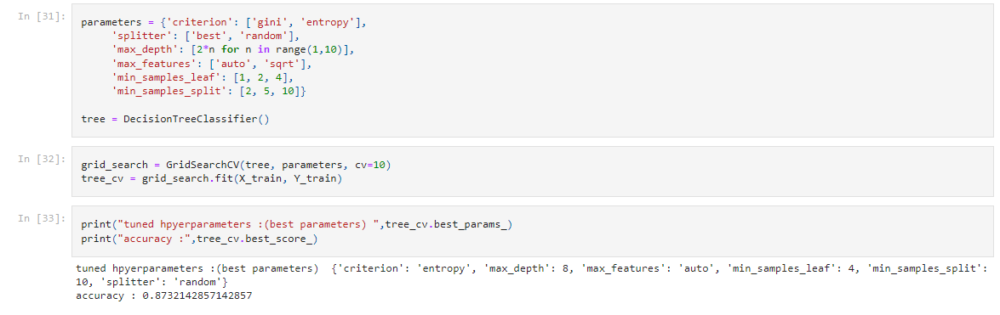 In [31]:
parameters = {'criterion': ['gini', 'entropy'],
     'splitter': ['best', 'random'],
     'max_depth': [2*n for n in range(1,10)],
     'max_features': ['auto', 'sqrt'],
     'min_samples_leaf': [1, 2, 4],
     'min_samples_split': [2, 5, 10]}
tree = DecisionTreeClassifier()
In [32]:
grid_search = GridSearchCV(tree, parameters, cv=10)
tree_cv = grid_search.fit(X_train, Y_train)
In [33]:
print("tuned hpyerparameters :(best parameters) ",tree_cv.best_params_)
print("accuracy :",tree_cv.best_score_)
tuned hpyerparameters :(best parameters)  {'criterion': 'entropy', 'max_depth': 8, 'max_features': 'auto', 'min_samples_leaf': 4, 'min_samples_split':
10, 'splitter': 'random'}
accuracy : 0.8732142857142857